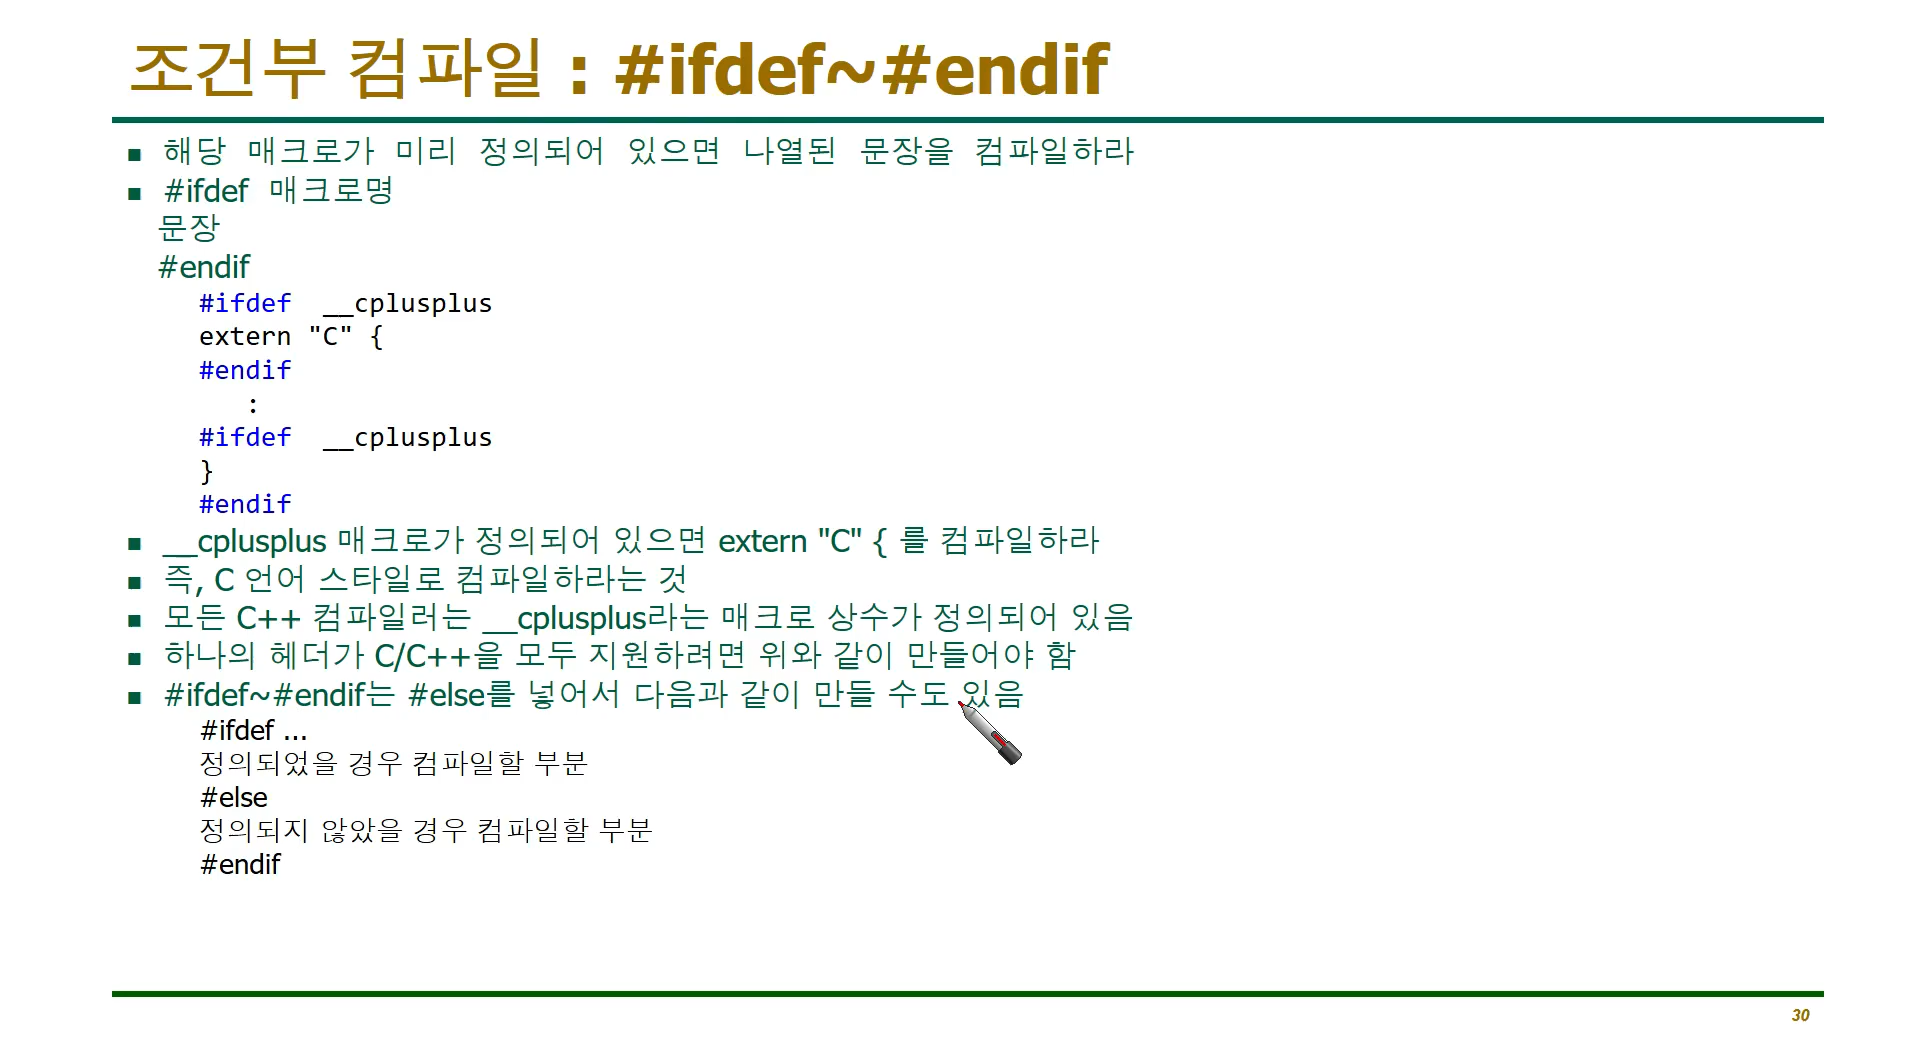 조건부 컴파일 : #ifdef~#endif
■ 해당 매크로가 미리 정의되어 있으면 나열된 문장을 컴파일하라
■ #ifdef 매크로명
문장
#endif
#ifdef __cplusplus
extern "C" {
#endif
:
#ifdef __cplusplus
}
#endif
■ __cplusplus 매크로가 정의되어 있으면 extern "C" { 를 컴파일하라
■ 즉, C 언어 스타일로 컴파일하라는 것
■ 모든 C++ 컴파일러는 __cplusplus라는 매크로 상수가 정의되어 있음
■ 하나의 헤더가 C/C++을 모두 지원하려면 위와 같이 만들어야 함
■ #ifdef~#endif는 #else를 넣어서 다음과 같이 만들 수도 있음
#ifdef ...
정의되었을 경우 컴파일할 부분
#else
정의되지 않았을 경우 컴파일할 부분
#endif
30